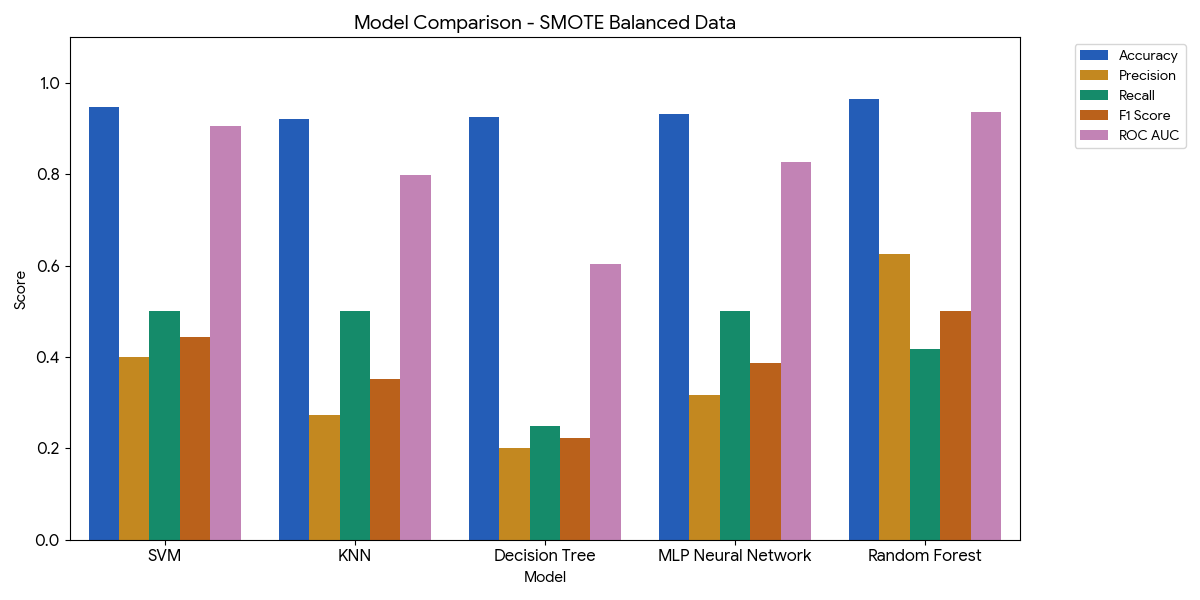 Model Comparison - SMOTE Balanced Data
Accuracy
Precision
Recall
F1 Score
ROC AUC
Score
1.0
0.8
0.6
0.4
0.2
0.0
SVM
KNN
Decision Tree
MLP Neural Network
Random Forest
Model